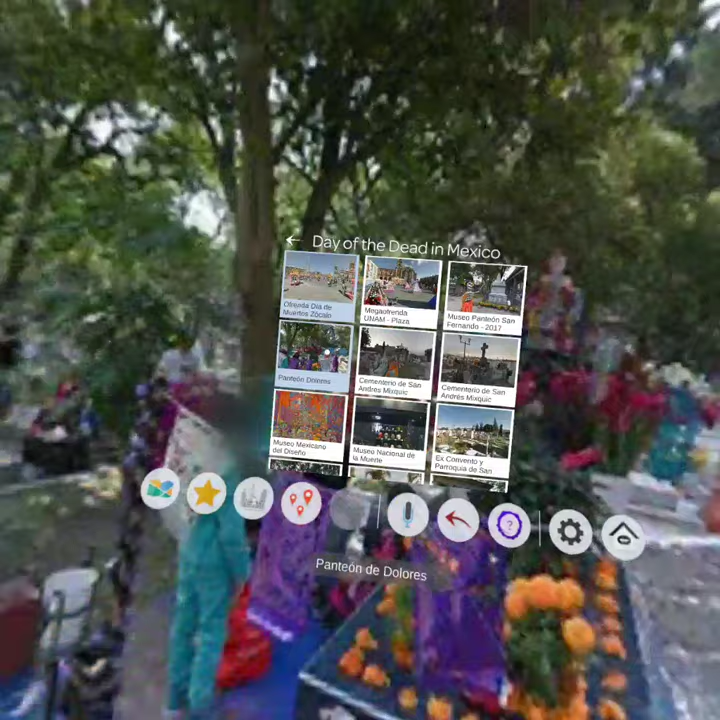 ← Day of the Dead in Mexico
Ofrenda Día de
Muertos Zócalo
Megaofrenda
UNAM - Plaza
Museo Panteón San
Fernando - 2017
Panteón Dolores
Cementerio de San
Andres Mixquic
Cementerio de San
Andrés Mixquic
Museo Mexicano
del Diseño
Museo Nacional de
la Muerte
Ex Convento y
Parroquia de San
?
Panteón de Dolores